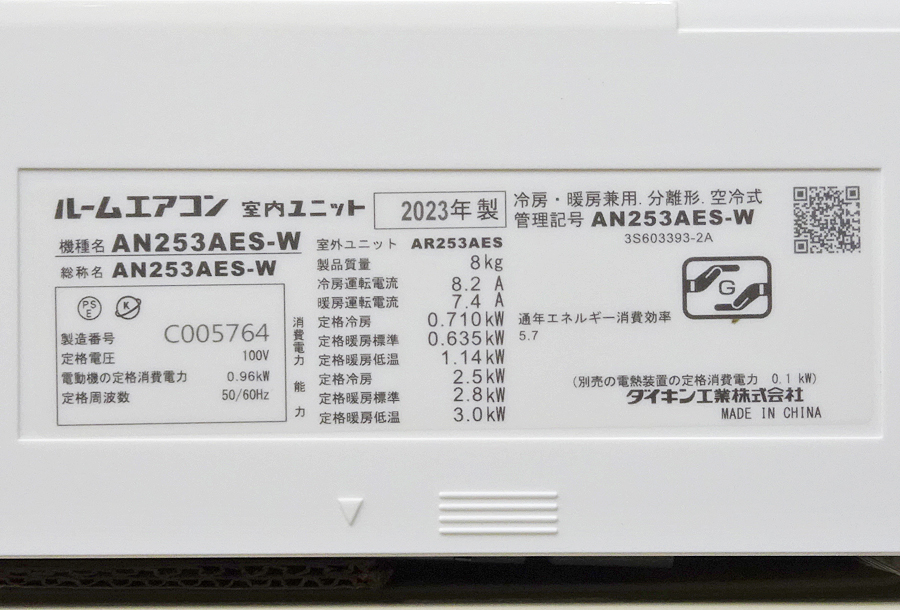 ルームエアコン 室内ユニット 2023年製
冷房・暖房兼用.分離形.空冷式
管理記号 AN253AES-W
3S603393-2A
機種名 AN253AES-W
総称名 AN253AES-W
PS
E
K
製造番号 C005764
定格電圧 100V
電動機の定格消費電力 0.96kW
定格周波数 50/60Hz
室外ユニット AR253AES
製品質量 8kg
冷房運転電流 8.2 A
暖房運転電流 7.4 A
消費電力
定格冷房 0.710kW
定格暖房標準 0.635kW
定格暖房低温 1.14kW
能力
定格冷房 2.5kW
定格暖房標準 2.8kW
定格暖房低温 3.0kW
G
通年エネルギー消費効率
5.7
(別売の電熱装置の定格消費電力 0.1 kW)
ダイキン工業株式会社
MADE IN CHINA